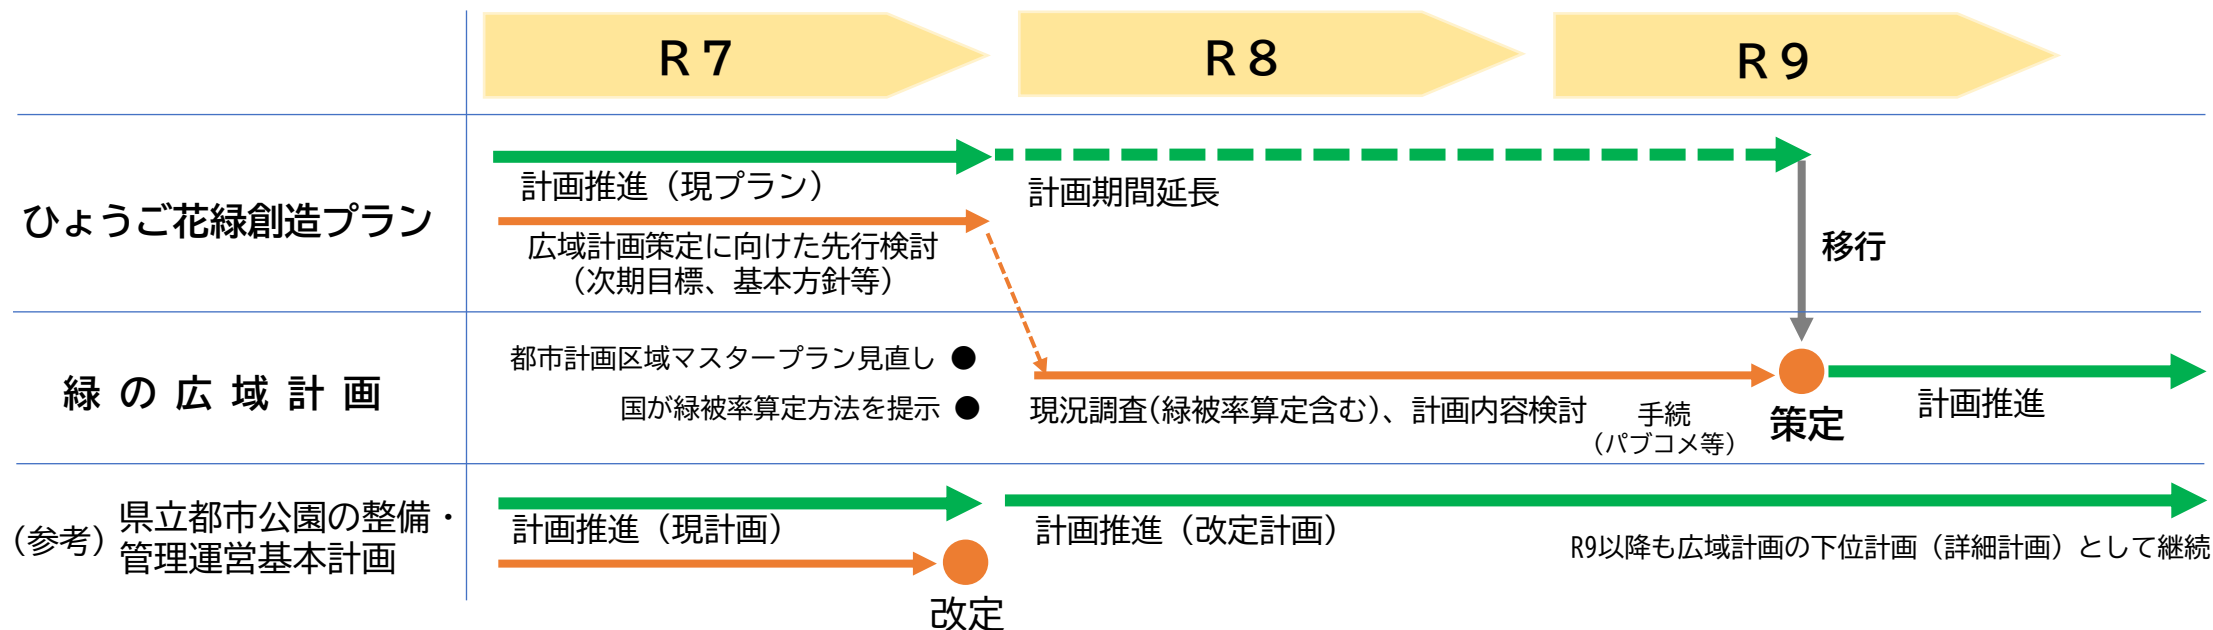 R7
R8
R9
ひょうご花緑創造プラン
計画推進（現プラン）
計画期間延長
広域計画策定に向けた先行検討
（次期目標、基本方針等）
移行
緑の広域計画
都市計画区域マスタープラン見直し ●
国が緑被率算定方法を提示 ●
現況調査(緑被率算定含む)、計画内容検討
手続
（パブコメ等）
策定
計画推進
（参考）
県立都市公園の整備・
管理運営基本計画
計画推進（現計画）
改定
計画推進（改定計画）
R9以降も広域計画の下位計画（詳細計画）として継続